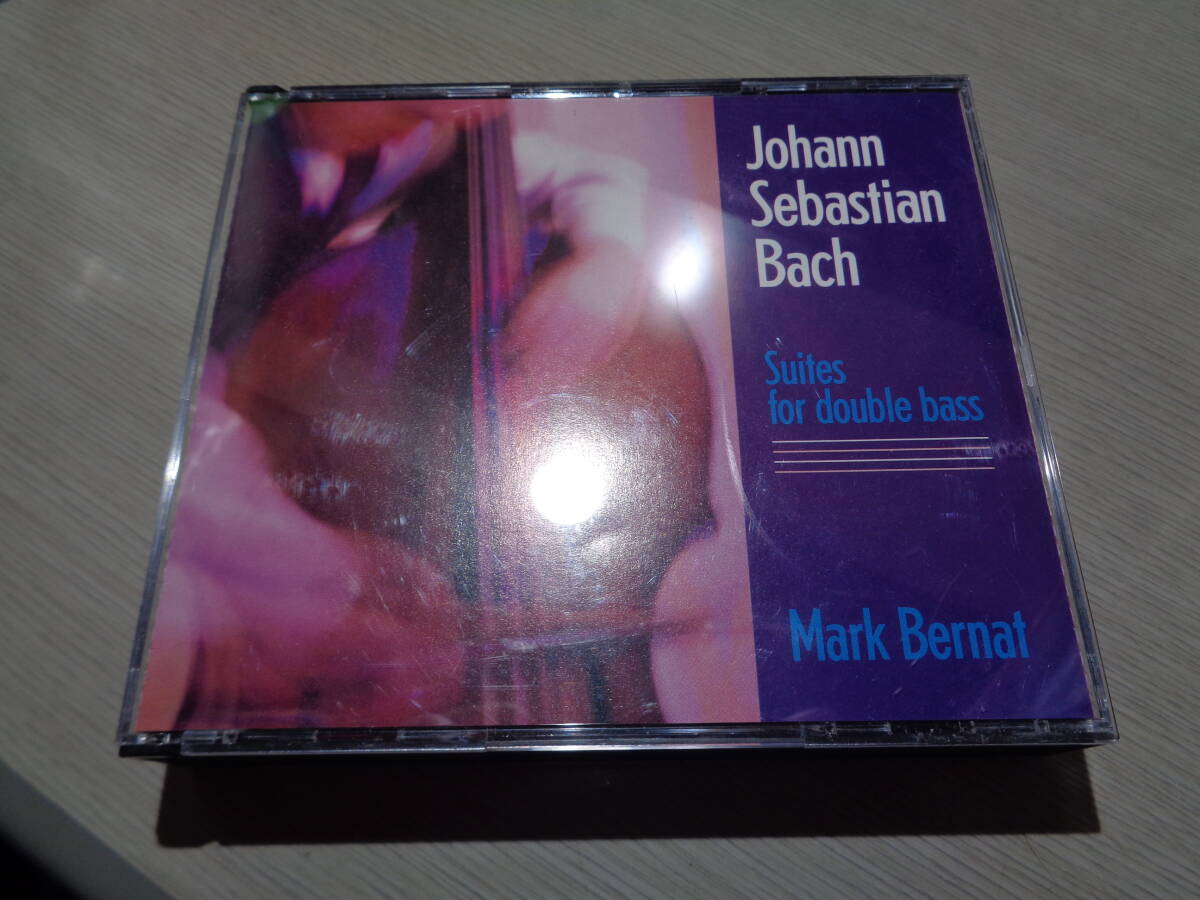 Johann
Sebastian
Bach
Suites
for double bass
Mark Bernat